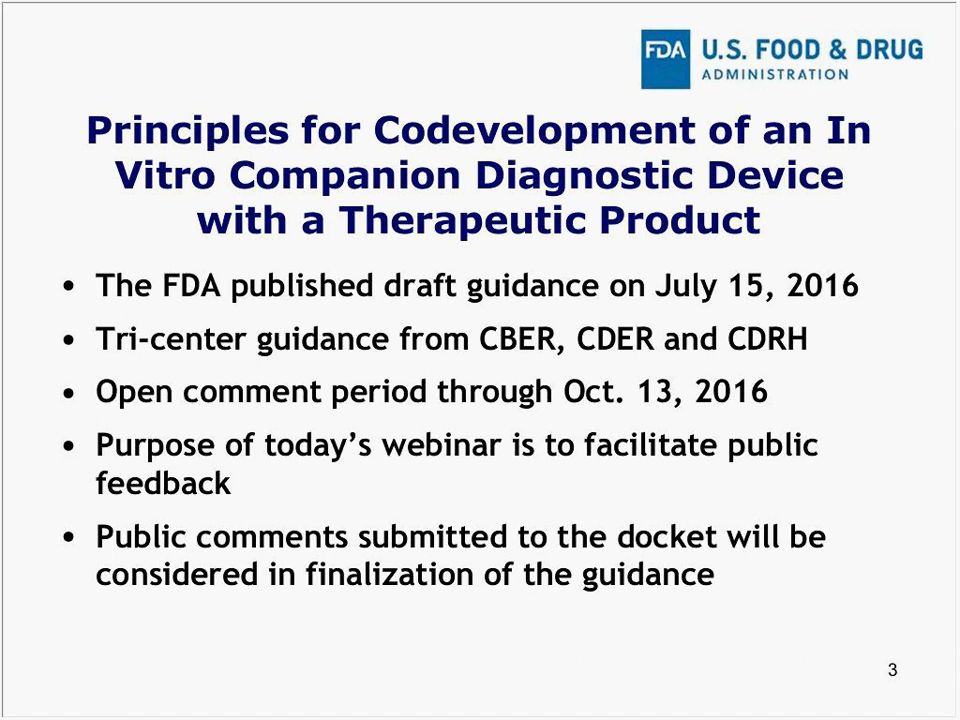 FDA U.S. FOOD & DRUG
ADMINISTRATION
Principles for Codevelopment of an In
Vitro Companion Diagnostic Device
with a Therapeutic Product
• The FDA published draft guidance on July 15, 2016
• Tri-center guidance from CBER, CDER and CDRH
• Open comment period through Oct. 13, 2016
• Purpose of today’s webinar is to facilitate public
feedback
• Public comments submitted to the docket will be
considered in finalization of the guidance
3